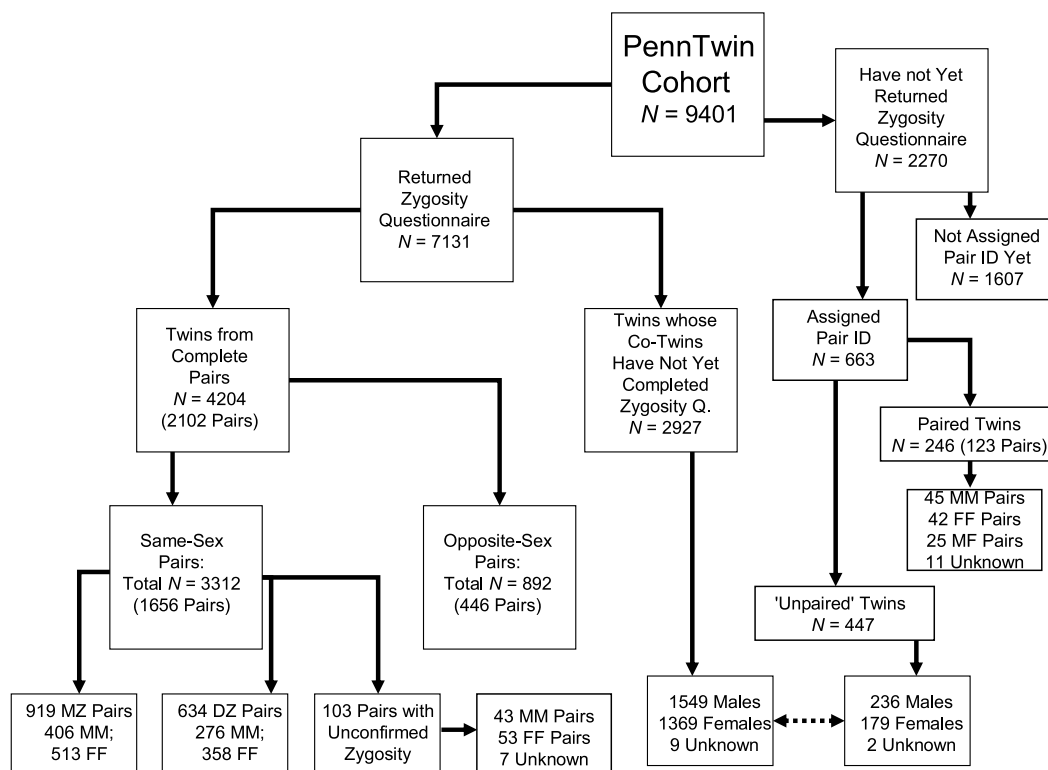 PennTwin
Cohort
N = 9401
Have not Yet
Returned
Zygosity
Questionnaire
N = 2270
Returned
Zygosity
Questionnaire
N = 7131
Not Assigned
Pair ID Yet
N = 1607
Twins from
Complete
Pairs
N = 4204
(2102 Pairs)
Twins whose
Co-Twins
Have Not Yet
Completed
Zygosity Q.
N = 2927
Assigned
Pair ID
N = 663
Paired Twins
N = 246 (123 Pairs)
45 MM Pairs
42 FF Pairs
25 MF Pairs
11 Unknown
Same-Sex
Pairs:
Total N = 3312
(1656 Pairs)
Opposite-Sex
Pairs:
Total N = 892
(446 Pairs)
'Unpaired' Twins
N = 447
919 MZ Pairs
406 MM;
513 FF
634 DZ Pairs
276 MM;
358 FF
103 Pairs with
Unconfirmed
Zygosity
43 MM Pairs
53 FF Pairs
7 Unknown
1549 Males
1369 Females
9 Unknown
236 Males
179 Females
2 Unknown